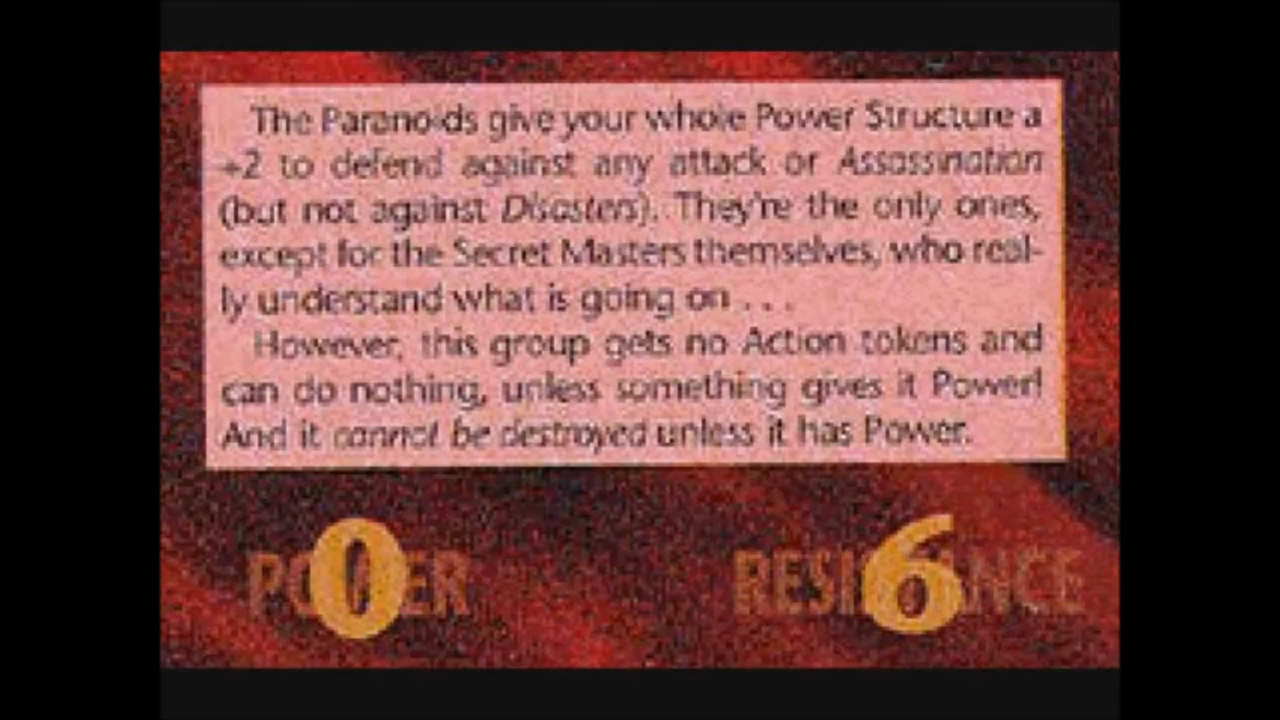 The Paranoids give your whole Power Structure a
+2 to defend against any attack or Assassination
(but not against Disasters). They're the only ones,
except for the Secret Masters themselves, who real-
ly understand what is going on . . .
However, this group gets no Action tokens and
can do nothing, unless something gives it Power!
And it cannot be destroyed unless it has Power.
POWER 0 RESISTANCE 6